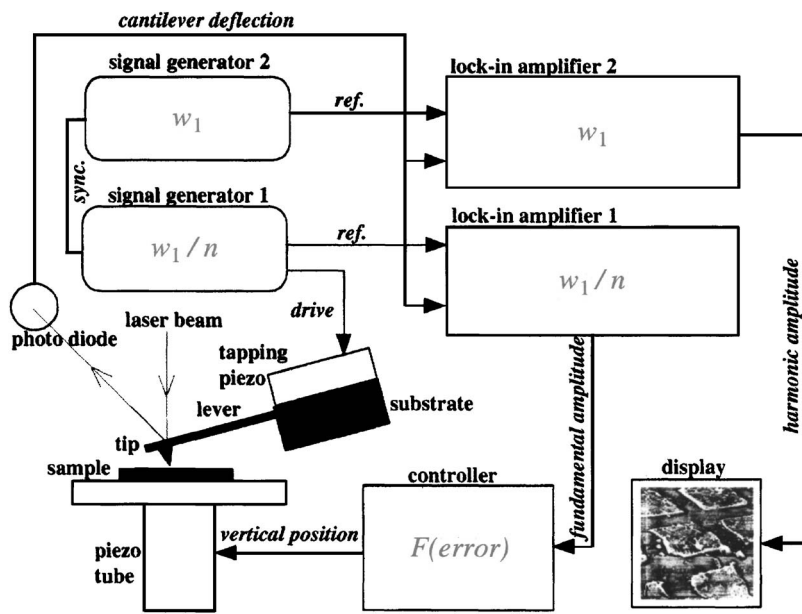 cantilever deflection
signal generator 2
lock-in amplifier 2
w1
ref.
w1
sync.
signal generator 1
lock-in amplifier 1
w1 / n
ref.
w1 / n
drive
laser beam
photo diode
tapping
piezo
lever
substrate
tip
sample
fundamental amplitude
harmonic amplitude
controller
display
vertical position
F(error)
piezo
tube